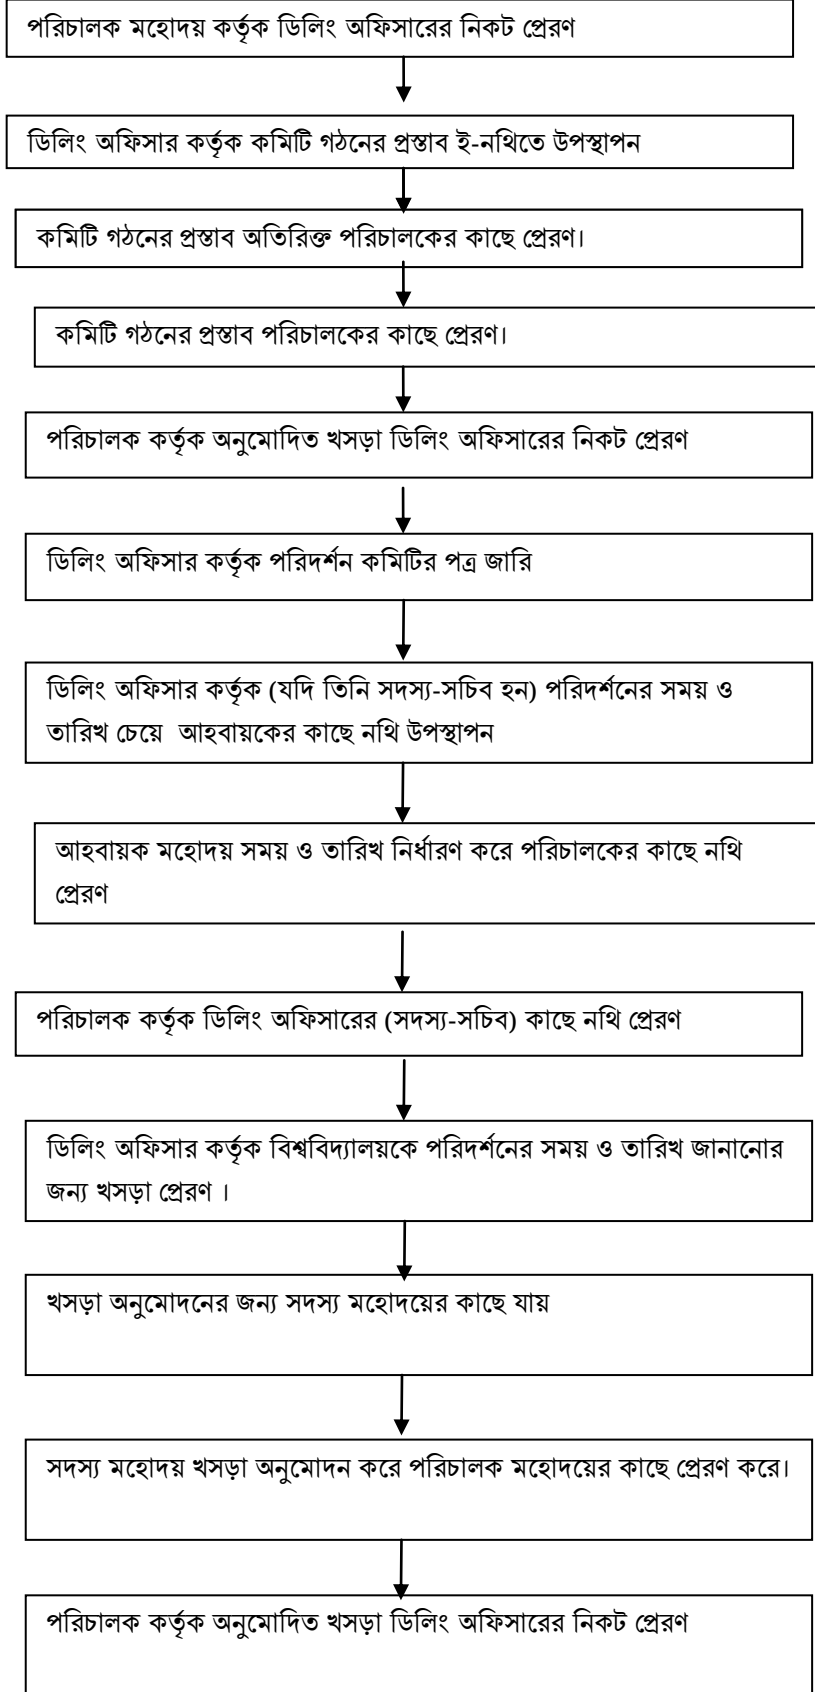 পরিচালক মহোদয় কর্তৃক ডিলিং অফিসারের নিকট প্রেরণ
ডিলিং অফিসার কর্তৃক কমিটি গঠনের প্রস্তাব ই-নথিতে উপস্থাপন
কমিটি গঠনের প্রস্তাব অতিরিক্ত পরিচালকের কাছে প্রেরণ।
কমিটি গঠনের প্রস্তাব পরিচালকের কাছে প্রেরণ।
পরিচালক কর্তৃক অনুমোদিত খসড়া ডিলিং অফিসারের নিকট প্রেরণ
ডিলিং অফিসার কর্তৃক পরিদর্শন কমিটির পত্র জারি
ডিলিং অফিসার কর্তৃক (যদি তিনি সদস্য-সচিব হন) পরিদর্শনের সময় ও
তারিখ চেয়ে আহবায়কের কাছে নথি উপস্থাপন
আহবায়ক মহোদয় সময় ও তারিখ নির্ধারণ করে পরিচালকের কাছে নথি
প্রেরণ
পরিচালক কর্তৃক ডিলিং অফিসারের (সদস্য-সচিব) কাছে নথি প্রেরণ
ডিলিং অফিসার কর্তৃক বিশ্ববিদ্যালয়কে পরিদর্শনের সময় ও তারিখ জানানোর
জন্য খসড়া প্রেরণ ।
খসড়া অনুমোদনের জন্য সদস্য মহোদয়ের কাছে যায়
সদস্য মহোদয় খসড়া অনুমোদন করে পরিচালক মহোদয়ের কাছে প্রেরণ করে।
পরিচালক কর্তৃক অনুমোদিত খসড়া ডিলিং অফিসারের নিকট প্রেরণ